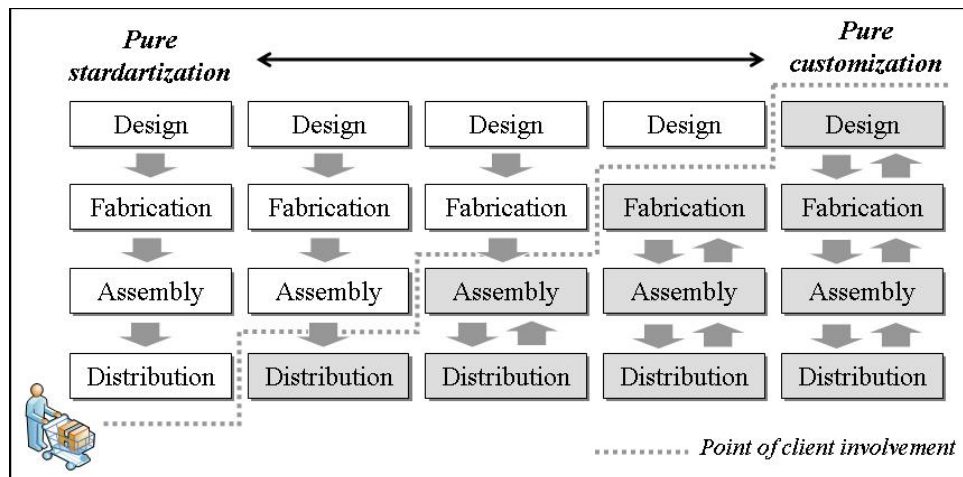 Pure
stardartization
Pure
customization
Design
Design
Design
Design
Design
Fabrication
Fabrication
Fabrication
Fabrication
Fabrication
Assembly
Assembly
Assembly
Assembly
Assembly
Distribution
Distribution
Distribution
Distribution
Distribution
Point of client involvement